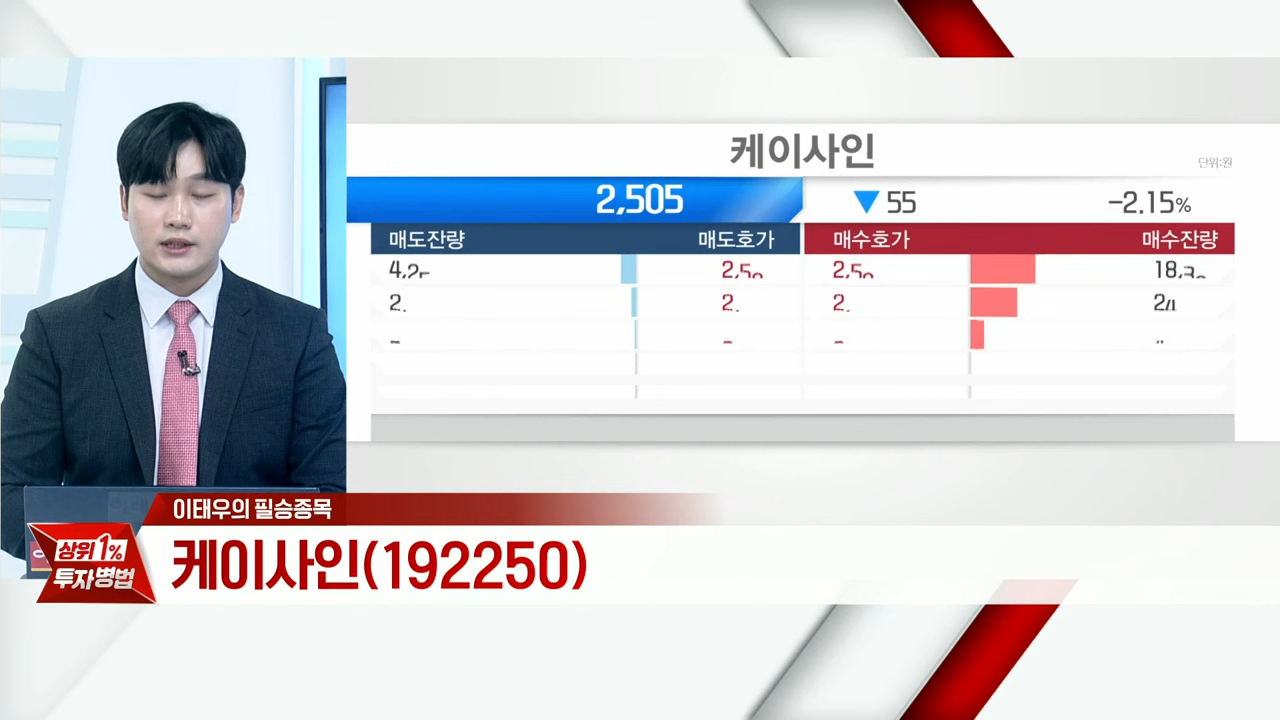 케이사인
단위:원
2,505 ▼ 55 -2.15%
매도잔량 매도호가 매수호가 매수잔량
이태우의 필승종목
상위 1%
투자병법
케이사인(192250)